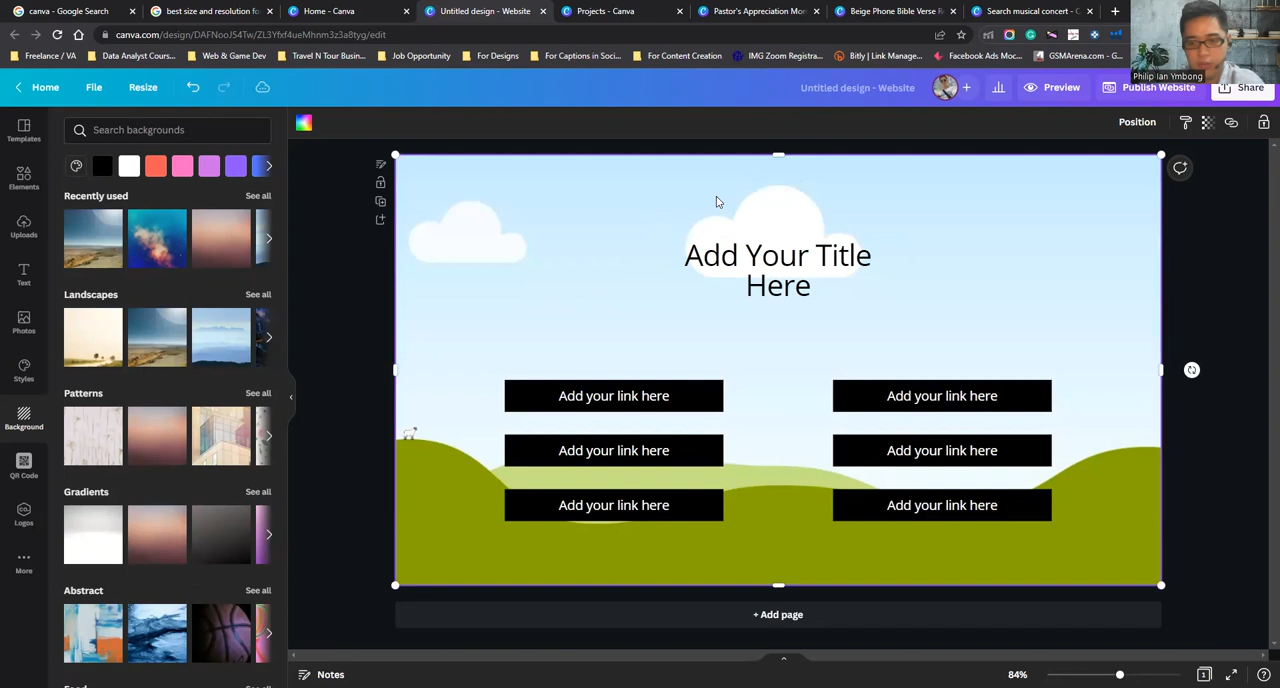 canva - Google Search
best size and resolution fo
Home - Canva
Untitled design - Website
Projects - Canva
Pastor's Appreciation Mon
Beige Phone Bible Verse R
Search musical concert - C
canva.com/design/DAFNooJ54Tw/ZL3Yfxf4ueMhnm3z3a8tyg/edit
Freelance / VA
Data Analyst Cours...
Web & Game Dev
Travel N Tour Busin...
Job Opportunity
For Designs
For Captions in Soci...
For Content Creation
IMG Zoom Registra...
Bitly | Link Manage...
Facebook Ads Moc...
GSMArena.com - G...
Philip Ian Ymbong
Home
File
Resize
Untitled design - Website
Preview
Publish Website
Share
Templates
Elements
Uploads
Text
Photos
Styles
Background
QR Code
Logos
More
Search backgrounds
Recently used
See all
Landscapes
See all
Patterns
See all
Gradients
See all
Abstract
See all
Position
Add Your Title
Here
Add your link here
Add your link here
Add your link here
Add your link here
Add your link here
Add your link here
+ Add page
Notes
84%
1